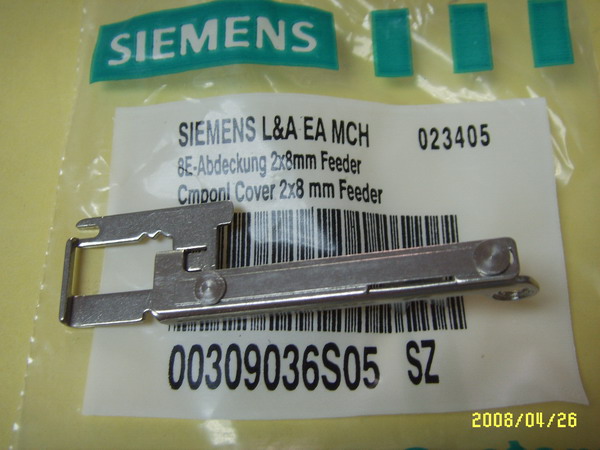 SIEMENS
SIEMENS L&A EA MCH 023405
8E-Abdeckung 2x8mm Feeder
Cmponl Cover 2x8 mm Feeder
00309036S05 SZ
2008/04/26